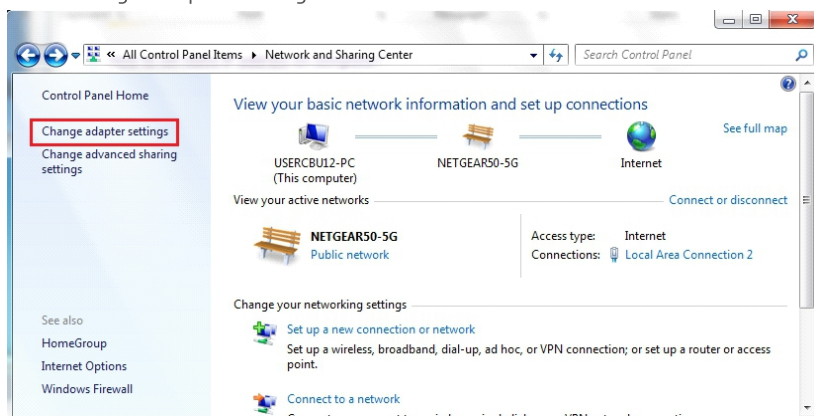 « All Control Panel Items ▸ Network and Sharing Center
Search Control Panel
Control Panel Home
Change adapter settings
Change advanced sharing
settings
See also
HomeGroup
Internet Options
Windows Firewall
View your basic network information and set up connections
See full map
USERCBU12-PC
(This computer)
NETGEAR50-5G
Internet
View your active networks
Connect or disconnect
NETGEAR50-5G
Public network
Access type: Internet
Connections: Local Area Connection 2
Change your networking settings
Set up a new connection or network
Set up a wireless, broadband, dial-up, ad hoc, or VPN connection; or set up a router or access
point.
Connect to a network